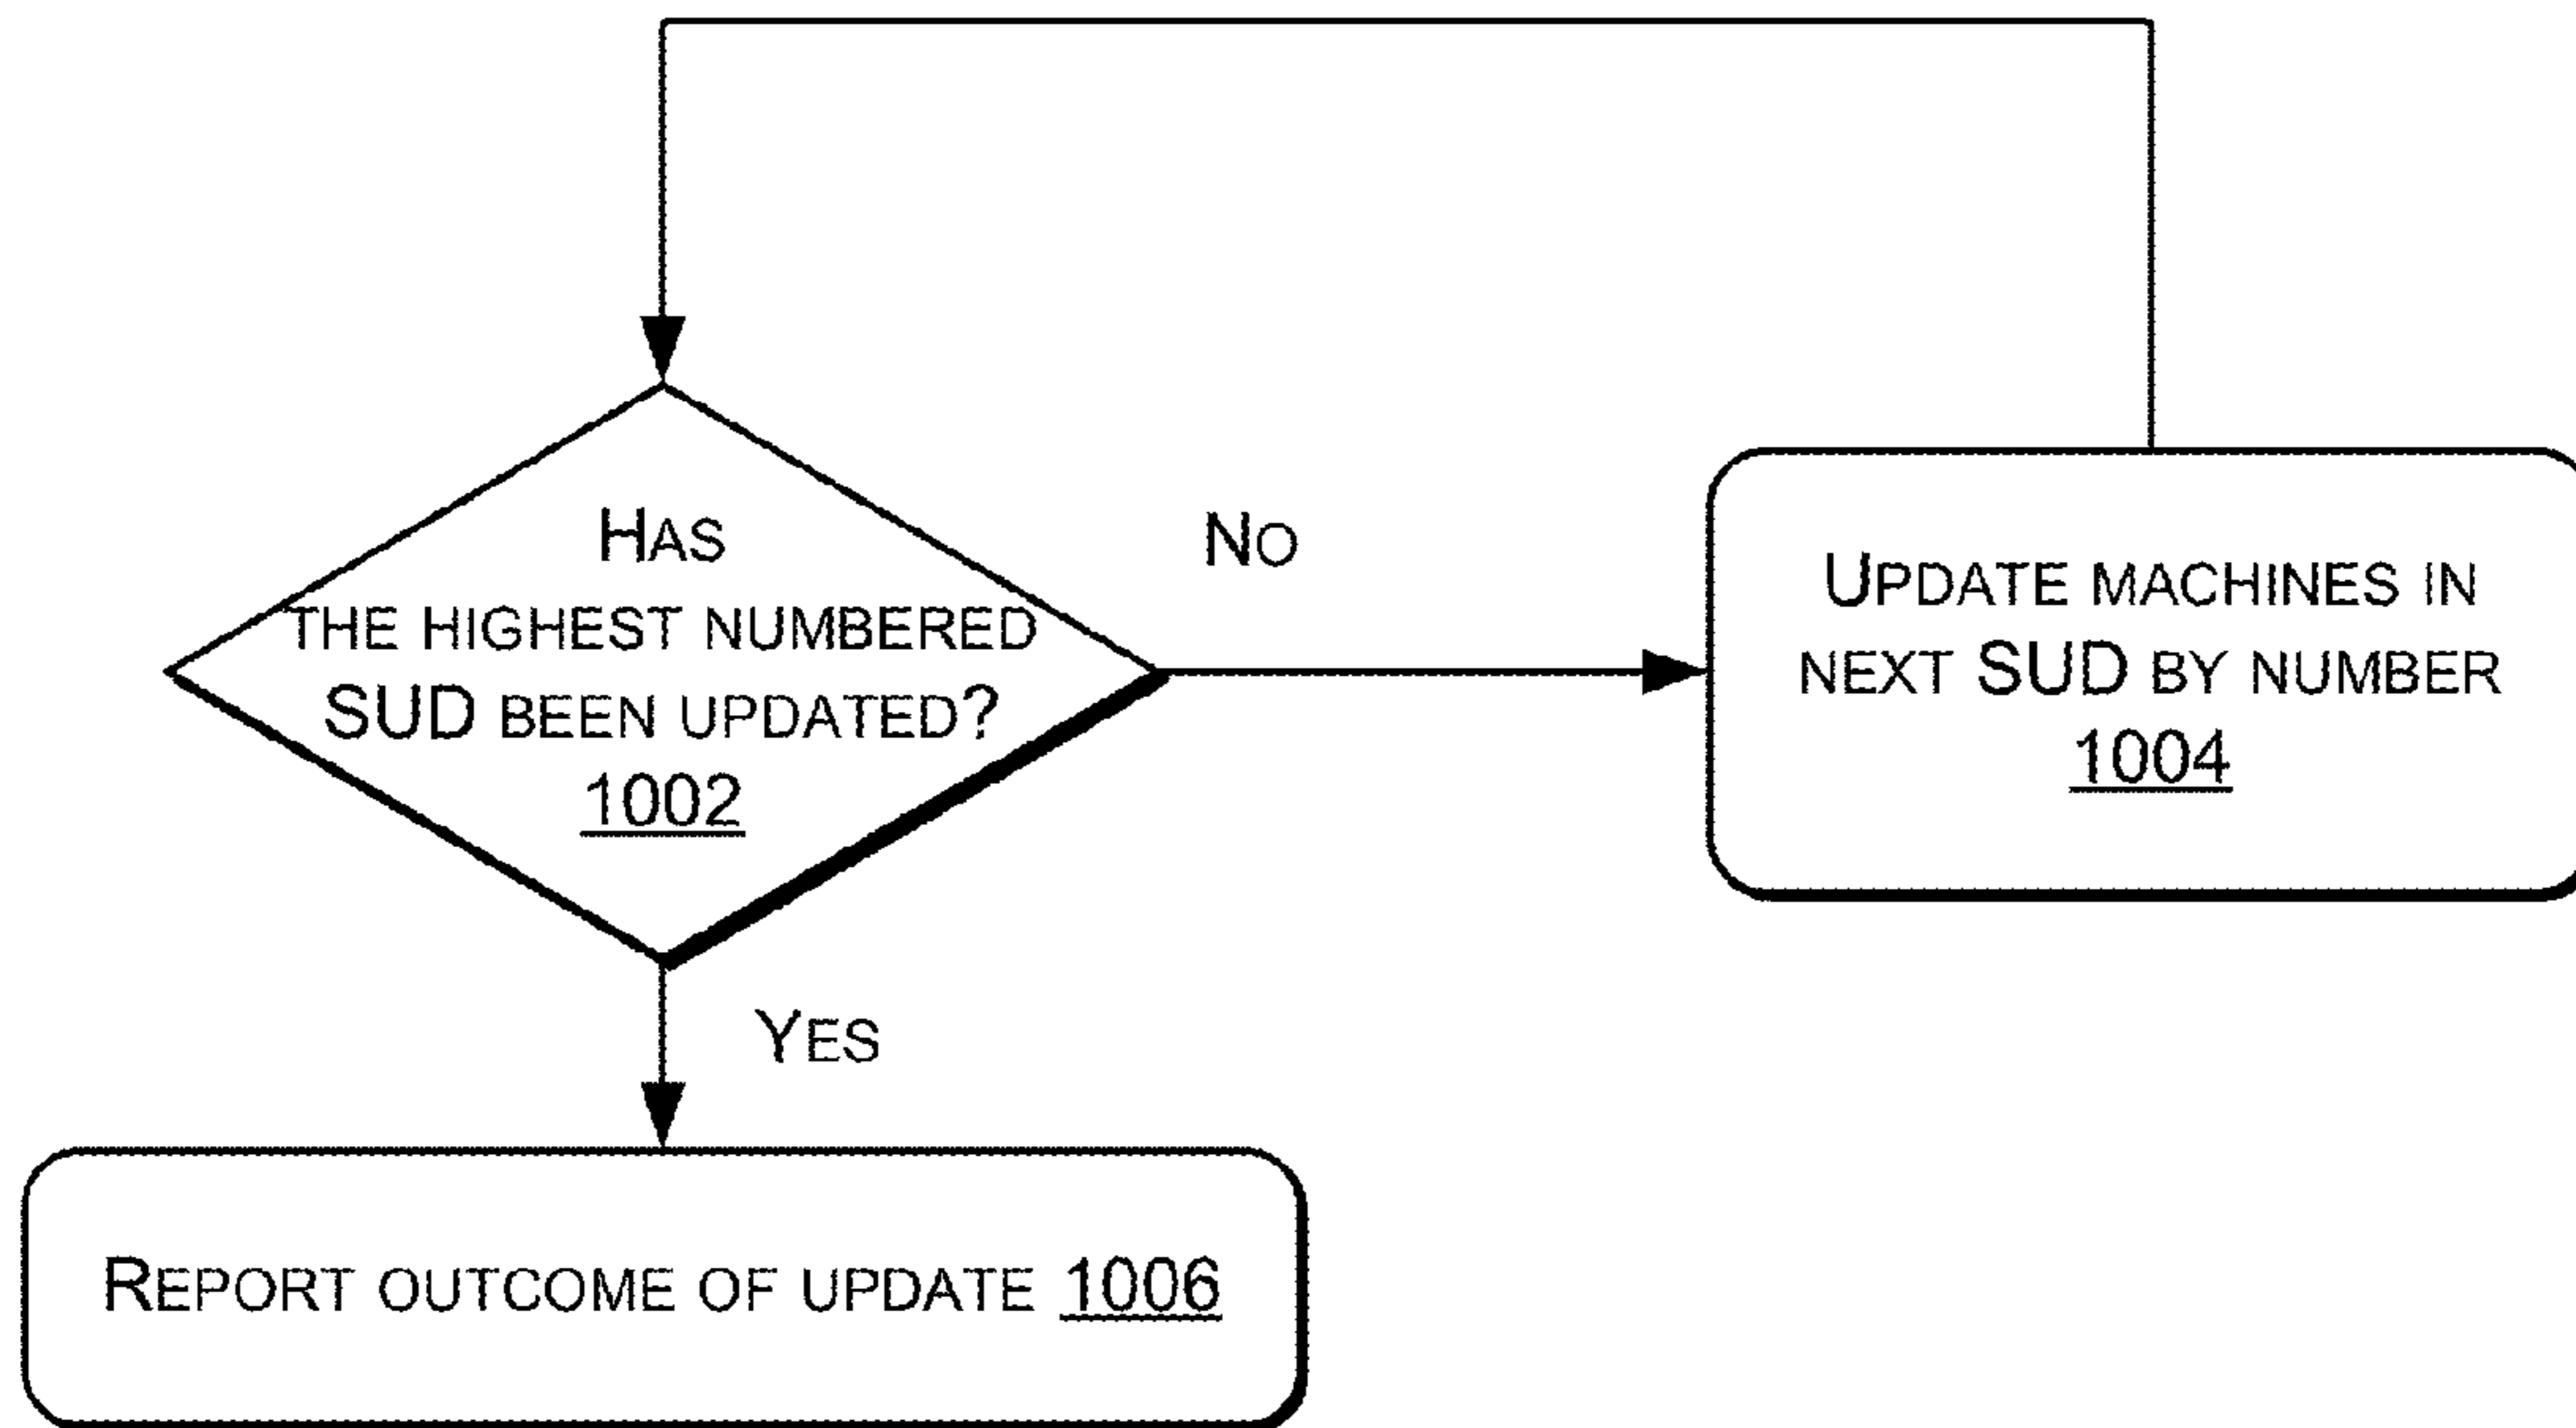 HAS
THE HIGHEST NUMBERED
SUD BEEN UPDATED?
1002
NO
UPDATE MACHINES IN
NEXT SUD BY NUMBER
1004
YES
REPORT OUTCOME OF UPDATE 1006